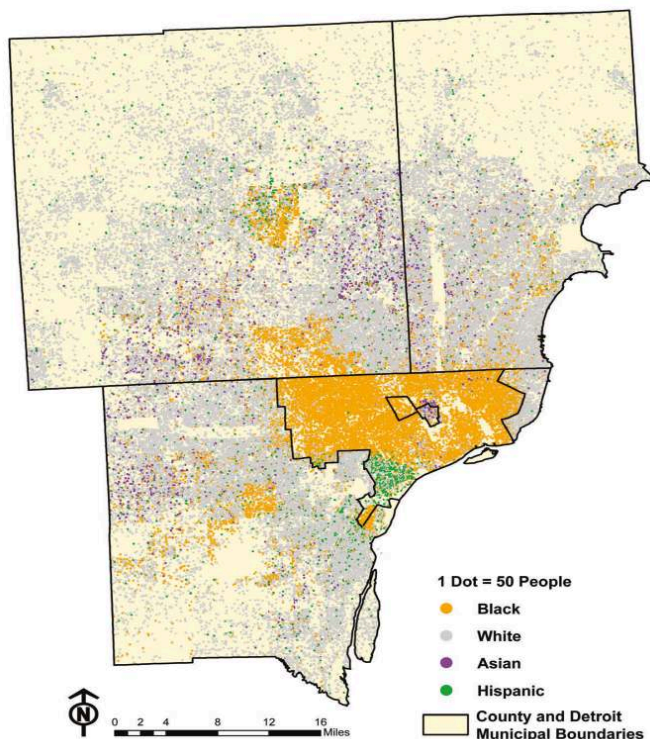 1 Dot = 50 People
Black
White
Asian
Hispanic
County and Detroit
Municipal Boundaries
N
0 2 4 8 12 16
Miles